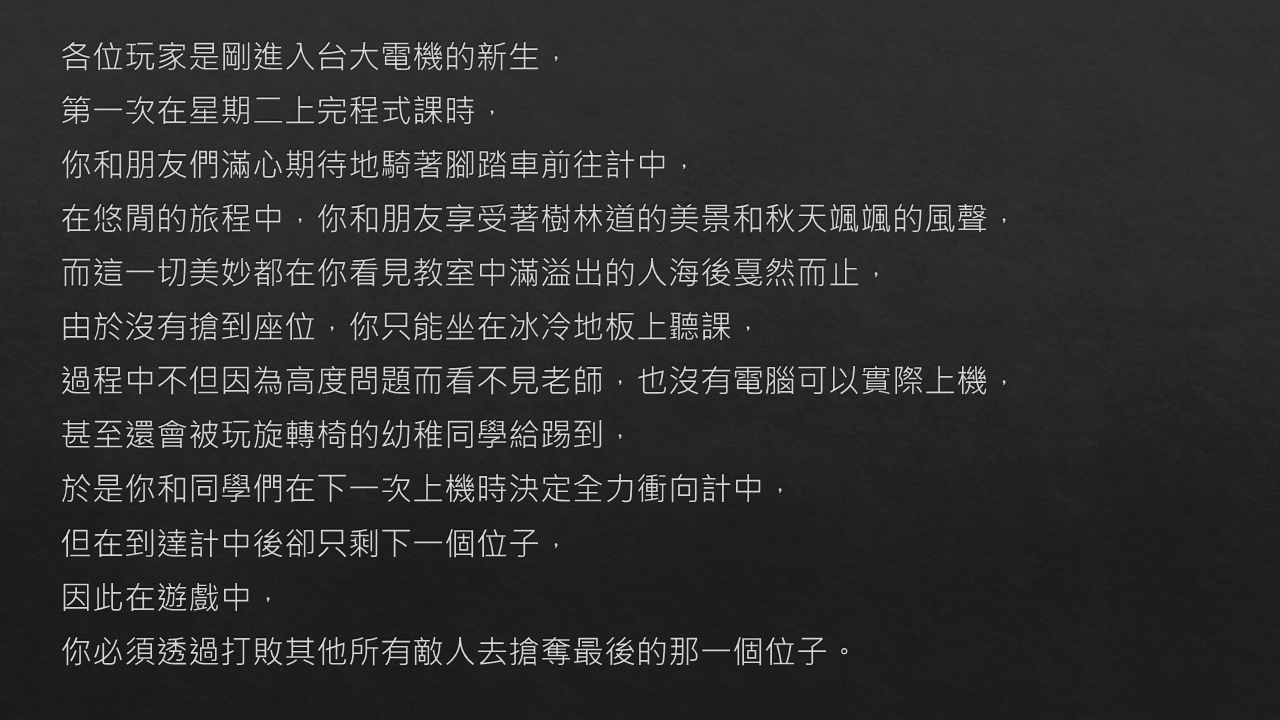 各位玩家是剛進入台大電機的新生，
第一次在星期二上完程式課時，
你和朋友們滿心期待地騎著腳踏車前往計中，
在悠閒的旅程中，你和朋友享受著樹林道的美景和秋天颯颯的風聲，
而這一切美妙都在你看見教室中滿溢出的人海後戛然而止，
由於沒有搶到座位，你只能坐在冰冷地板上聽課，
過程中不但因為高度問題而看不見老師，也沒有電腦可以實際上機，
甚至還會被玩旋轉椅的幼稚同學給踢到，
於是你和同學們在下一次上機時決定全力衝向計中，
但在到達計中後卻只剩下一個位子，
因此在遊戲中，
你必須透過打敗其他所有敵人去搶奪最後的那一個位子。